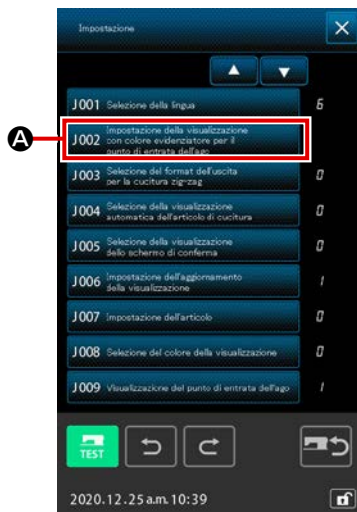 Impostazione
J001 Selezione della lingua 6
A
J002 Impostazione della visualizzazione
con colore evidenziatore per il
punto di entrata dell'ago
J003 Selezione del format dell'uscita
per la cucitura zig-zag 0
J004 Selezione della visualizzazione
automatica dell'articolo di cucitura 0
J005 Selezione della visualizzazione
dello schermo di conferma 0
J006 Impostazione dell'aggiornamento
della visualizzazione 1
J007 Impostazione dell'articolo 0
J008 Selezione del colore della visualizzazione 0
J009 Visualizzazione del punto di entrata dell'ago 1
TEST
2020.12.25 a.m. 10:39